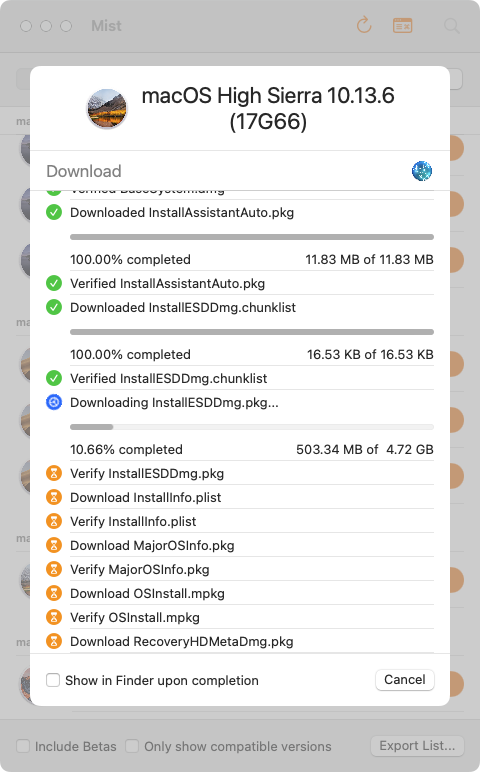 Mist
macOS High Sierra 10.13.6
(17G66)
Download
Verified BaseSystem.dmg
Downloaded InstallAssistantAuto.pkg
100.00% completed 11.83 MB of 11.83 MB
Verified InstallAssistantAuto.pkg
Downloaded InstallESDDmg.chunklist
100.00% completed 16.53 KB of 16.53 KB
Verified InstallESDDmg.chunklist
Downloading InstallESDDmg.pkg...
10.66% completed 503.34 MB of 4.72 GB
Verify InstallESDDmg.pkg
Download InstallInfo.plist
Verify InstallInfo.plist
Download MajorOSInfo.pkg
Verify MajorOSInfo.pkg
Download OSInstall.mpkg
Verify OSInstall.mpkg
Download RecoveryHDMetaDmg.pkg
Show in Finder upon completion
Cancel
Include Betas
Only show compatible versions
Export List...